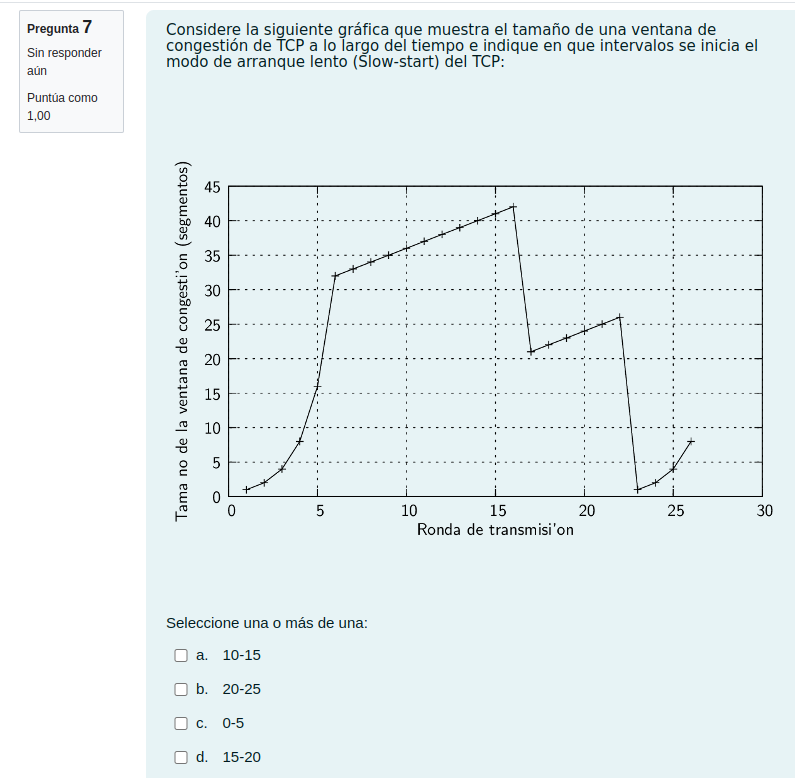 Pregunta 7
Sin responder
aún
Puntúa como
1,00
Considere la siguiente gráfica que muestra el tamaño de una ventana de
congestión de TCP a lo largo del tiempo e indique en que intervalos se inicia el
modo de arranque lento (Slow-start) del TCP:
Tama no de la ventana de congesti'on (segmentos)
45
40
35
30
25
20
15
10
5
0
0 5 10 15 20 25 30
Ronda de transmisi'on
Seleccione una o más de una:
a. 10-15
b. 20-25
c. 0-5
d. 15-20